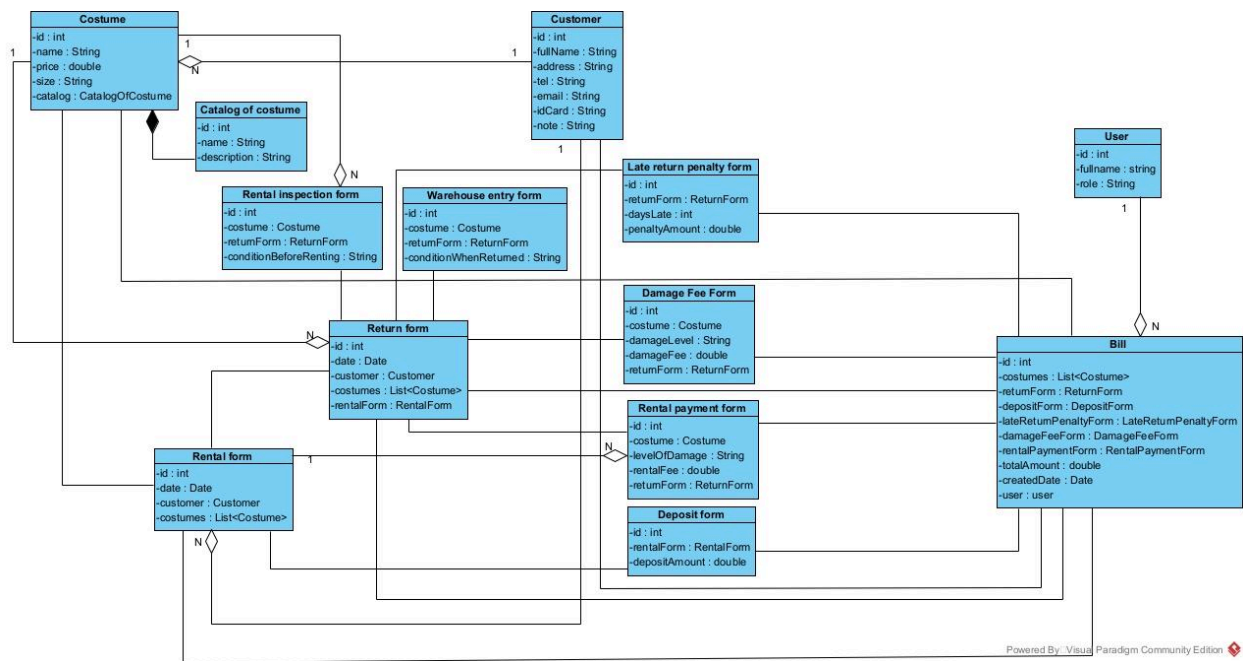 Costume
-id : int
-name : String
-price : double
-size : String
-catalog : CatalogOfCostume
Customer
-id : int
-fullName : String
-address : String
-tel : String
-email : String
-idCard : String
-note : String
1
1
N
1
1
Catalog of costume
-id : int
-name : String
-description : String
User
-id : int
-fullname : string
-role : String
1
N
Rental inspection form
-id : int
-costume : Costume
-returnForm : ReturnForm
-conditionBeforeRenting : String
Warehouse entry form
-id : int
-costume : Costume
-returnForm : ReturnForm
-conditionWhenReturned : String
Late return penalty form
-id : int
-returnForm : ReturnForm
-daysLate : int
-penaltyAmount : double
Damage Fee Form
-id : int
-costume : Costume
-damageLevel : String
-damageFee : double
-returnForm : ReturnForm
N
Return form
-id : int
-date : Date
-customer : Customer
-costumes : List<Costume>
-rentalForm : RentalForm
N
Bill
-id : int
-costumes : List<Costume>
-returnForm : ReturnForm
-depositForm : DepositForm
-lateReturnPenaltyForm : LateReturnPenaltyForm
-damageFeeForm : DamageFeeForm
-rentalPaymentForm : RentalPaymentForm
-totalAmount : double
-createdDate : Date
-user : user
Rental payment form
-id : int
-costume : Costume
-levelOfDamage : String
-rentalFee : double
-returnForm : ReturnForm
N
1
Rental form
-id : int
-date : Date
-customer : Customer
-costumes : List<Costume>
N
Deposit form
-id : int
-rentalForm : RentalForm
-depositAmount : double
Powered By Visual Paradigm Community Edition